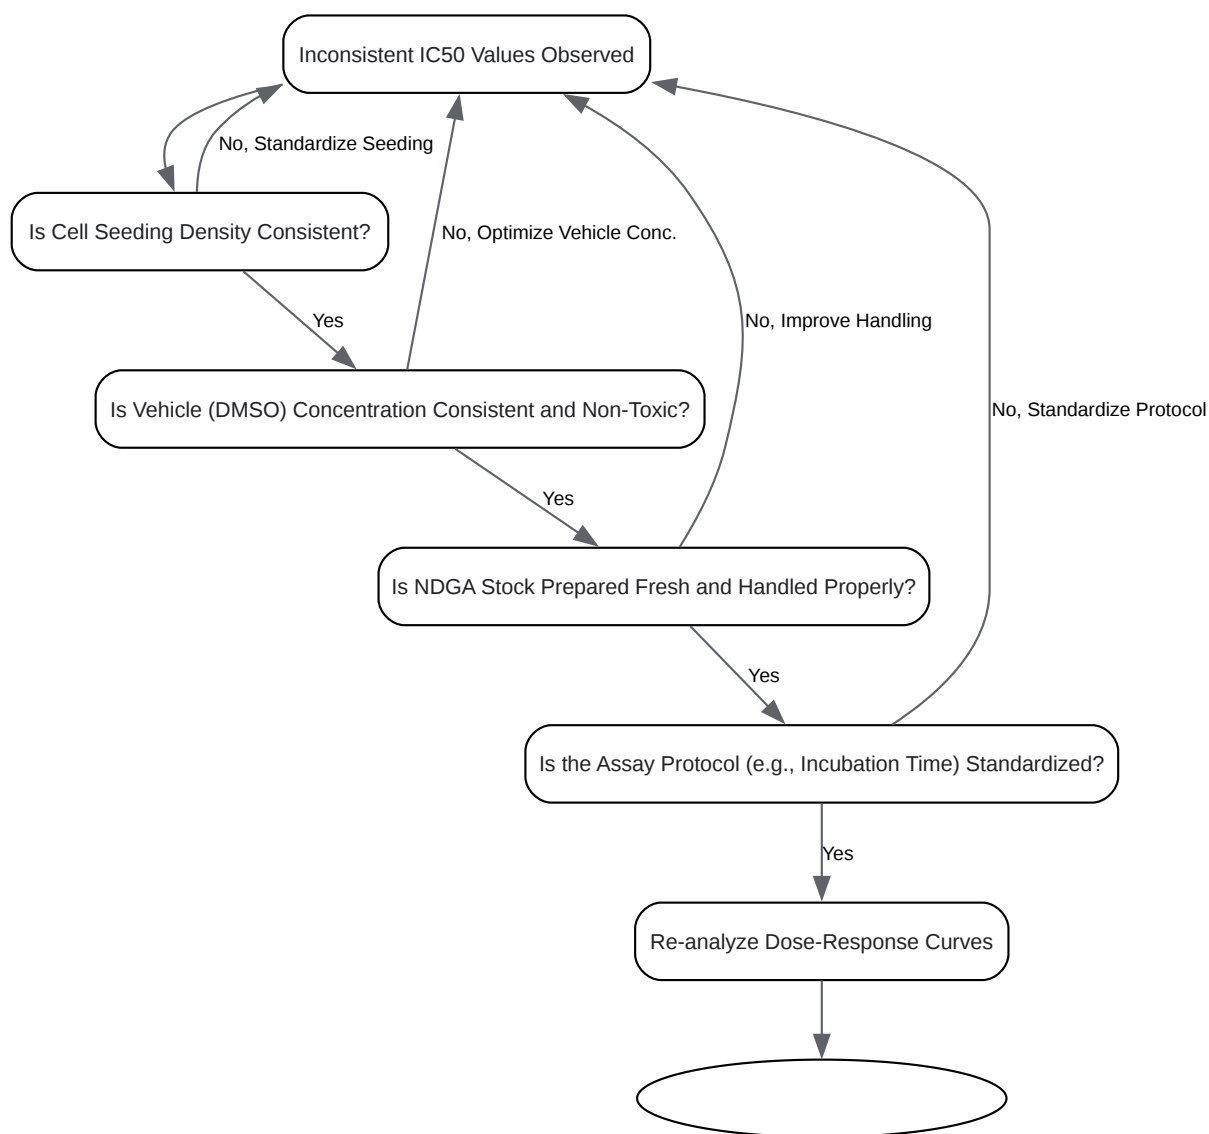 Inconsistent IC50 Values Observed
No, Standardize Seeding
Is Cell Seeding Density Consistent?
No, Optimize Vehicle Conc.
Yes
No, Improve Handling
Is Vehicle (DMSO) Concentration Consistent and Non-Toxic?
No, Standardize Protocol
Yes
Is NDGA Stock Prepared Fresh and Handled Properly?
Yes
Is the Assay Protocol (e.g., Incubation Time) Standardized?
Yes
Re-analyze Dose-Response Curves